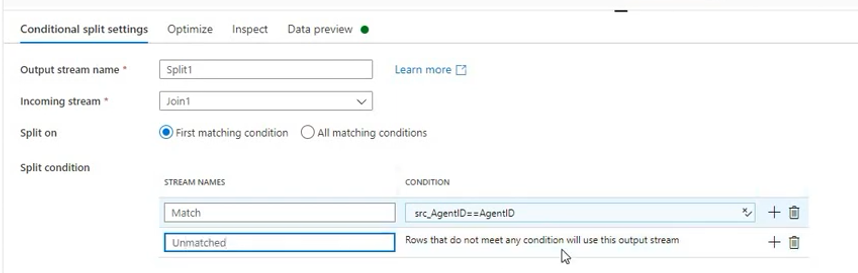 Conditional split settings Optimize Inspect Data preview
Output stream name * Split1 Learn more
Incoming stream * Join1
Split on First matching condition All matching conditions
Split condition
STREAM NAMES CONDITION
Match src_AgentID==AgentID
Unmatched Rows that do not meet any condition will use this output stream